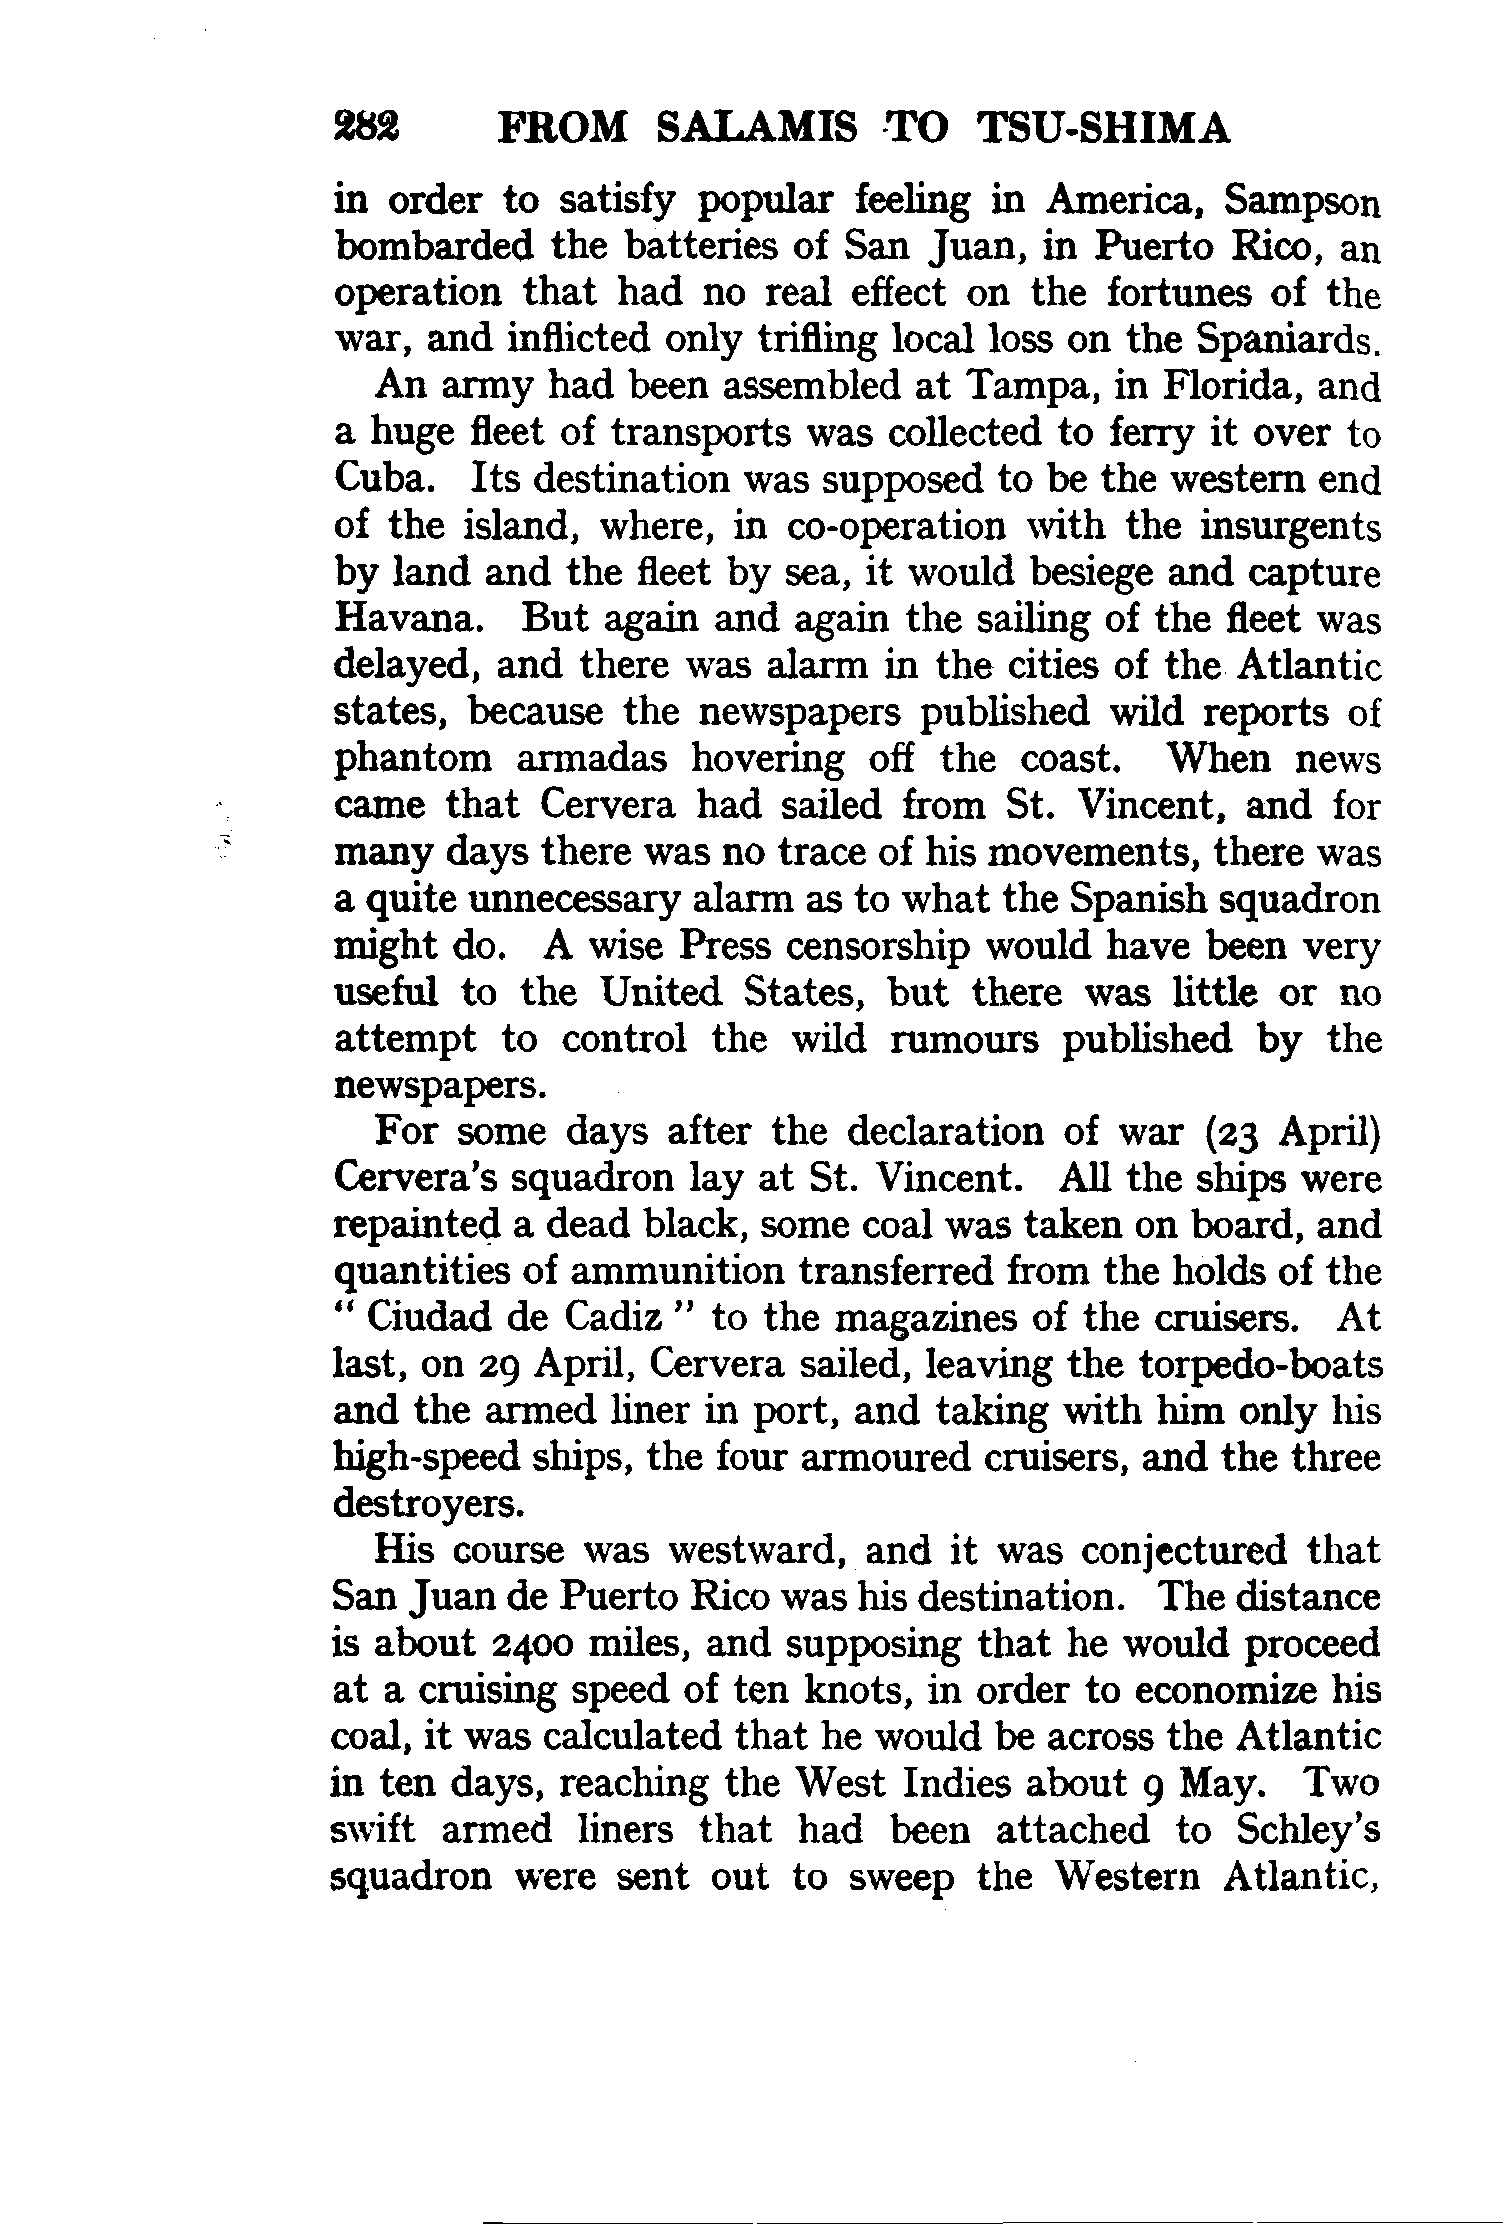 282 FROM SALAMIS TO TSU-SHIMA
in order to satisfy popular feeling in America, Sampson
bombarded the batteries of San Juan, in Puerto Rico, an
operation that had no real effect on the fortunes of the
war, and inflicted only trifling local loss on the Spaniards.
An army had been assembled at Tampa, in Florida, and
a huge fleet of transports was collected to ferry it over to
Cuba. Its destination was supposed to be the western end
of the island, where, in co-operation with the insurgents
by land and the fleet by sea, it would besiege and capture
Havana. But again and again the sailing of the fleet was
delayed, and there was alarm in the cities of the Atlantic
states, because the newspapers published wild reports of
phantom armadas hovering off the coast. When news
came that Cervera had sailed from St. Vincent, and for
many days there was no trace of his movements, there was
a quite unnecessary alarm as to what the Spanish squadron
might do. A wise Press censorship would have been very
useful to the United States, but there was little or no
attempt to control the wild rumours published by the
newspapers.
For some days after the declaration of war (23 April)
Cervera's squadron lay at St. Vincent. All the ships were
repainted a dead black, some coal was taken on board, and
quantities of ammunition transferred from the holds of the
" Ciudad de Cadiz " to the magazines of the cruisers. At
last, on 29 April, Cervera sailed, leaving the torpedo-boats
and the armed liner in port, and taking with him only his
high-speed ships, the four armoured cruisers, and the three
destroyers.
His course was westward, and it was conjectured that
San Juan de Puerto Rico was his destination. The distance
is about 2400 miles, and supposing that he would proceed
at a cruising speed of ten knots, in order to economize his
coal, it was calculated that he would be across the Atlantic
in ten days, reaching the West Indies about 9 May. Two
swift armed liners that had been attached to Schley's
squadron were sent out to sweep the Western Atlantic,